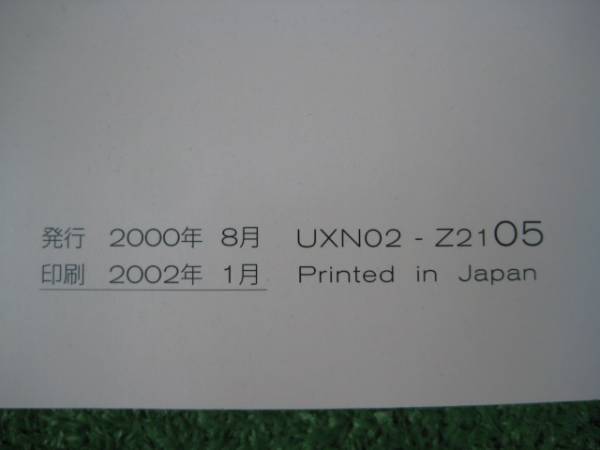 発行 2000年 8月 UXN02 - Z2105
印刷 2002年 1月 Printed in Japan